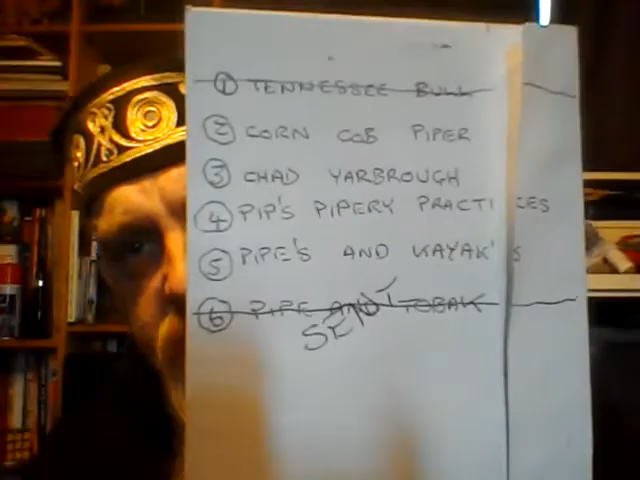 ① TENNESSEE BULL
② CORN COB PIPER
③ CHAD YARBROUGH
④ PIP'S PIPERY PRACTICES
⑤ PIPE'S AND KAYAK'S
⑥ PIPE AND TOBAK
SENT